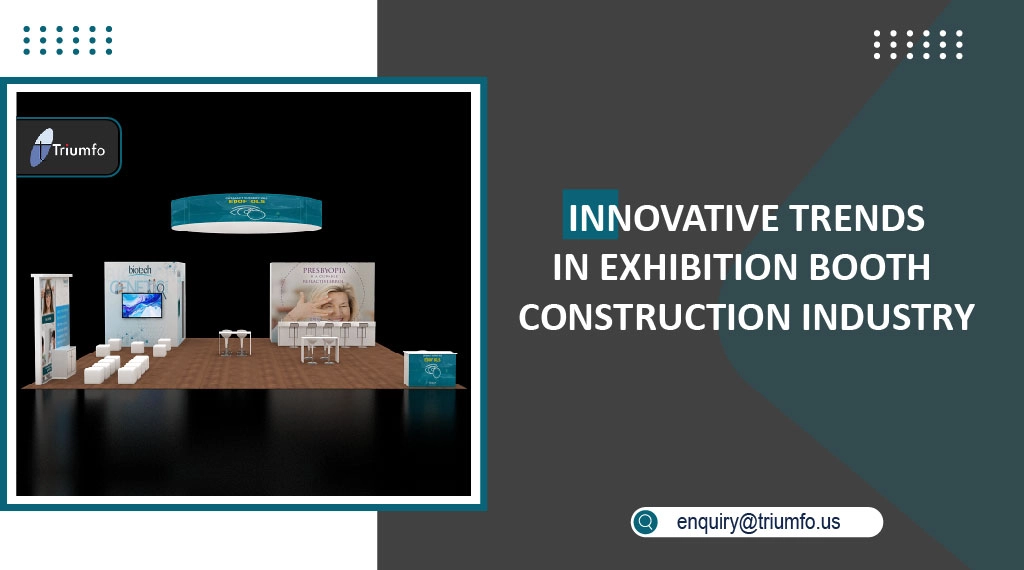 Triumfo
biotech
PRESBYOPIA
INNOVATIVE TRENDS
IN EXHIBITION BOOTH
CONSTRUCTION INDUSTRY
enquiry@triumfo.us